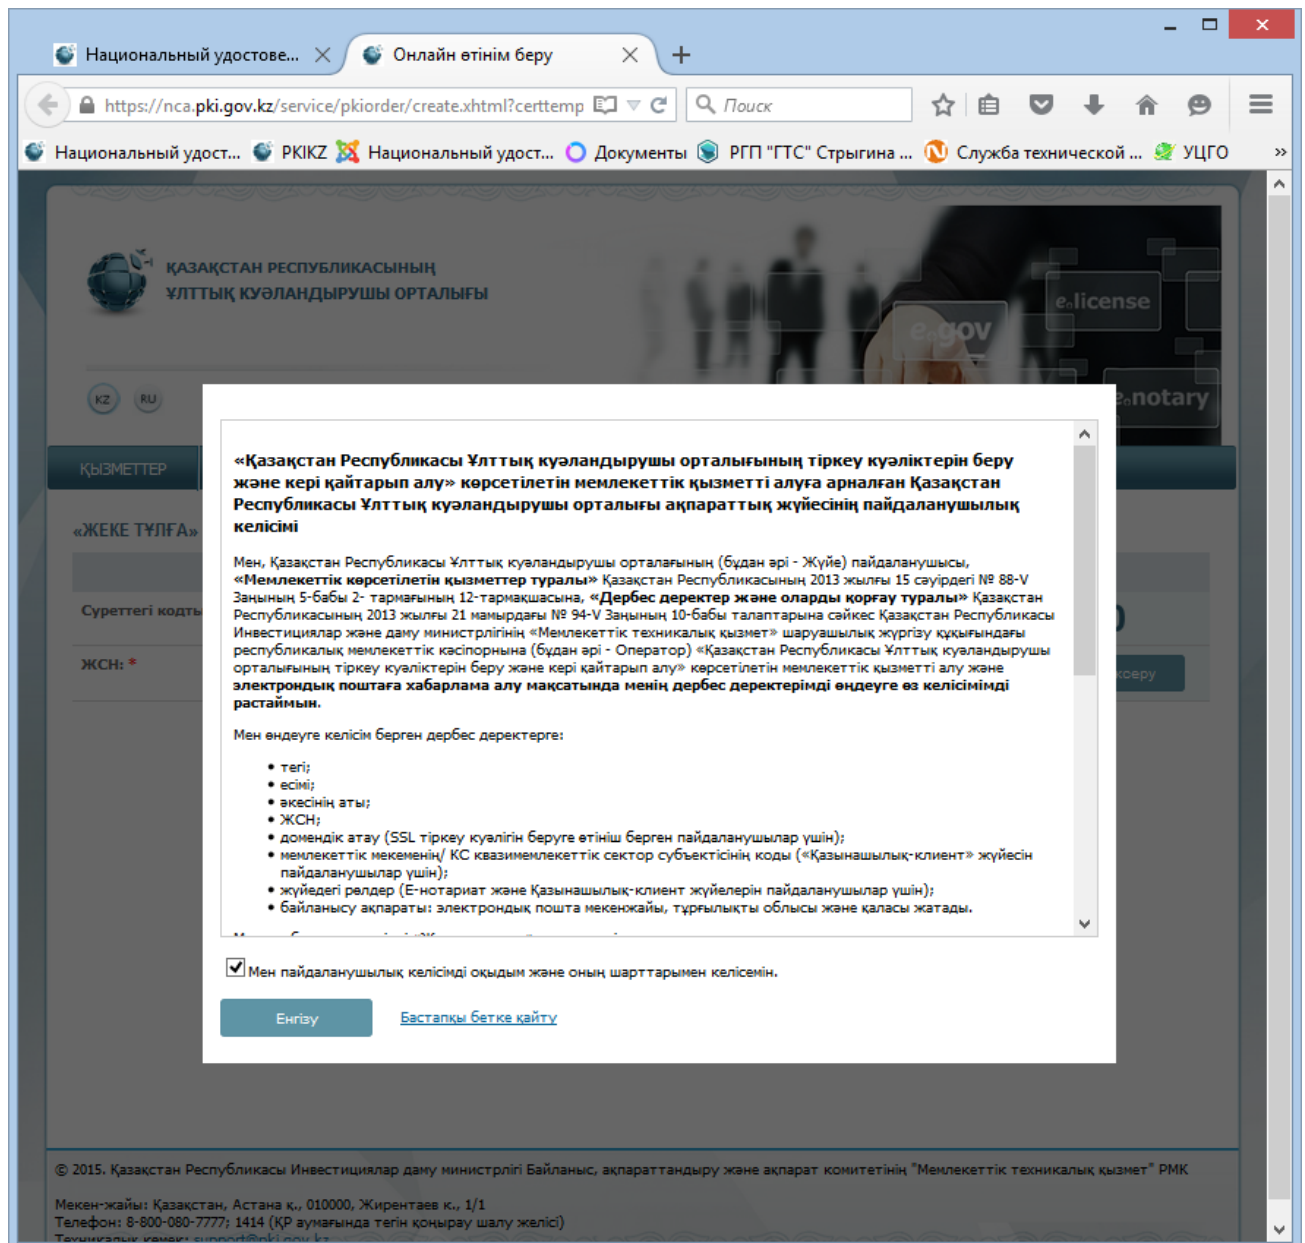 Национальный удостове...
Онлайн өтінім беру
https://nca.pki.gov.kz/service/pkiorder/create.xhtml?certtemp
Поиск
Национальный удост...
PKIKZ
Национальный удост...
Документы
РГП "ГТС" Стрыгина ...
Служба технической ...
УЦГО
ҚАЗАҚСТАН РЕСПУБЛИКАСЫНЫҢ
ҰЛТТЫҚ КУӘЛАНДЫРУШЫ ОРТАЛЫҒЫ
e.license
e.gov
e.notary
KZ
RU
ҚЫЗМЕТТЕР
«ЖЕКЕ ТҰЛҒА»
Суреттегі кодты
ЖСН: *
ксеру
«Қазақстан Республикасы Ұлттық куәландырушы орталығының тіркеу куәліктерін беру
және кері қайтарып алу» көрсетілетін мемлекеттік қызметті алуға арналған Қазақстан
Республикасы Ұлттық куәландырушы орталығы ақпараттық жүйесінің пайдаланушылық
келісімі
Мен, Қазақстан Республикасы Ұлттық куәландырушы орталағының (бұдан әрі - Жүйе) пайдаланушысы,
«Мемлекеттік көрсетілетін қызметтер туралы» Қазақстан Республикасының 2013 жылғы 15 сәуірдегі № 88-V
Заңының 5-бабы 2- тармағының 12-тармақшасына, «Дербес деректер және оларды қорғау туралы» Қазақстан
Республикасының 2013 жылғы 21 мамырдағы № 94-V Заңының 10-бабы талаптарына сәйкес Қазақстан Республикасы
Инвестициялар және даму министрлігінің «Мемлекеттік техникалық қызмет» шаруашылық жүргізу құқығындағы
республикалық мемлекеттік кәсіпорнына (бұдан әрі - Оператор) «Қазақстан Республикасы Ұлттық куәландырушы
орталығының тіркеу куәліктерін беру және кері қайтарып алу» көрсетілетін мемлекеттік қызметті алу және
электрондық поштаға хабарлама алу мақсатында менің дербес деректерімді өңдеуге өз келісімімді
растаймын.
Мен өндеуге келісім берген дербес деректерге:
• тегі;
• есімі;
• әкесінің аты;
• ЖСН;
• домендік атау (SSL тіркеу куәлігін беруге өтініш берген пайдаланушылар үшін);
• мемлекеттік мекеменің/ КС квазимемлекеттік сектор субъектісінің коды («Қазынашылық-клиент» жүйесін
пайдаланушылар үшін);
• жүйедегі рөлдер (Е-нотариат және Қазынашылық-клиент жүйелерін пайдаланушылар үшін);
• байланысу ақпараты: электрондық пошта мекенжайы, тұрғылықты облысы және қаласы жатады.
Мен пайдаланушылық келісімді оқыдым және оның шарттарымен келісемін.
Енгізу
Бастапқы бетке қайту
© 2015. Қазақстан Республикасы Инвестициялар даму министрлігі Байланыс, ақпараттандыру және ақпарат комитетінің "Мемлекеттік техникалық қызмет" РМК
Мекен-жайы: Қазақстан, Астана қ., 010000, Жирентаев к., 1/1
Телефон: 8-800-080-7777; 1414 (ҚР аумағында тегін қоңырау шалу желісі)
Техникалық көмек: support@pki.gov.kz